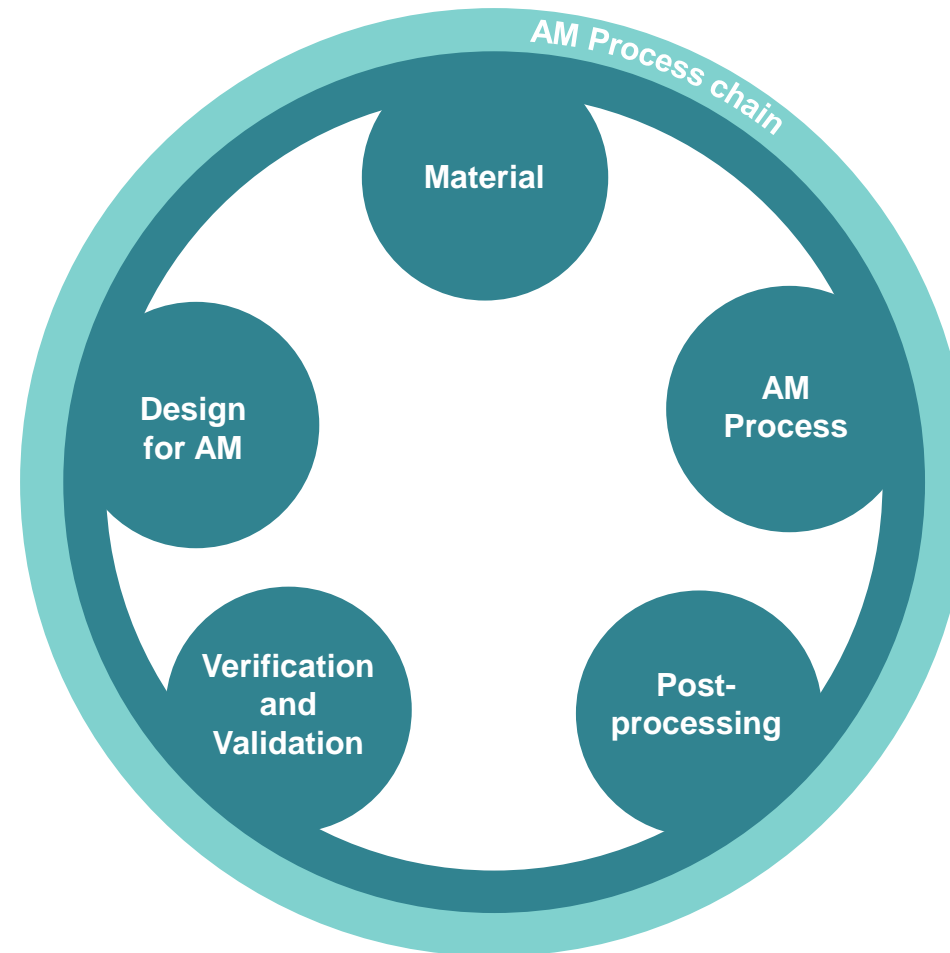 AM Process chain
Material
AM
Process
Design
for AM
Verification
and
Validation
Post-
processing